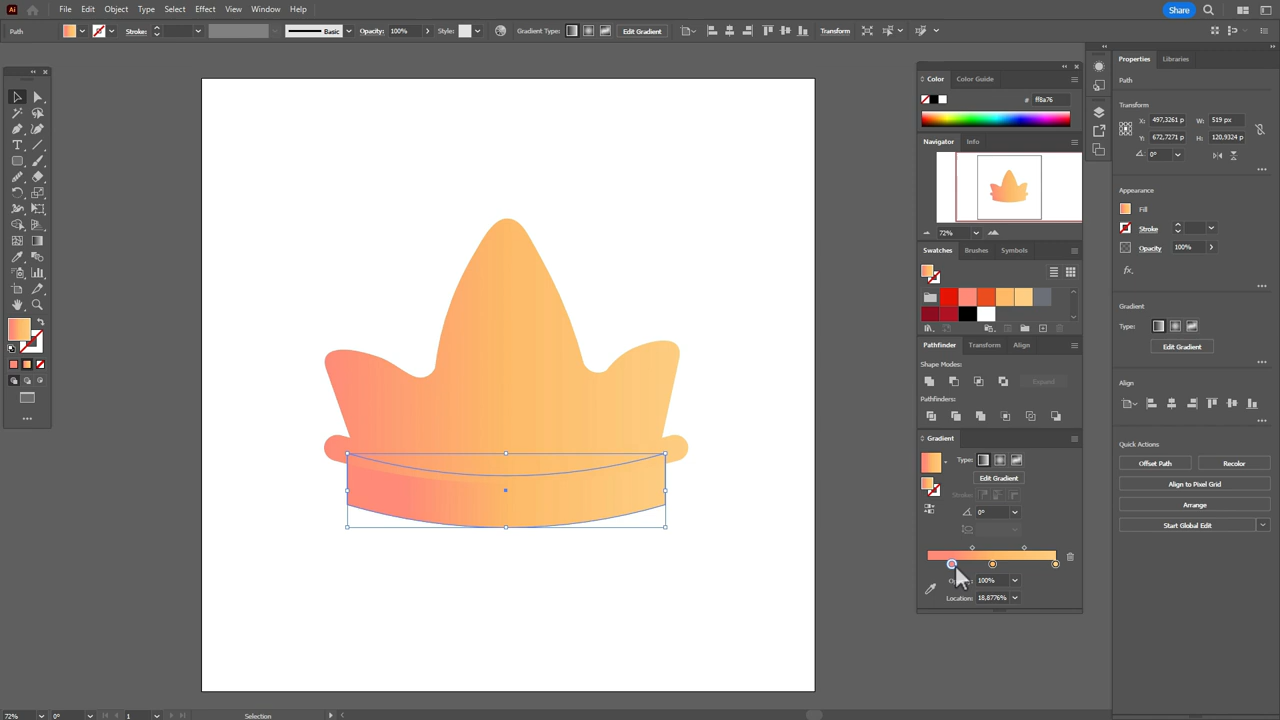 Ai File Edit Object Type Select Effect View Window Help Share
Path Stroke: Basic Opacity: 100% Style: Gradient Type: Edit Gradient Transform
Color Color Guide
# ff8a76
Navigator Info
72%
Swatches Brushes Symbols
Pathfinder Transform Align
Shape Modes:
Expand
Pathfinders:
Gradient
Type:
Edit Gradient
Stroke:
0°
100%
Location: 18,8776%
Properties Libraries
Path
Transform
X: 497,3261 p W: 519 px
Y: 672,7271 p H: 120,9324 p
0°
Appearance
Fill
Stroke
Opacity 100%
fx
Gradient
Type:
Edit Gradient
Align
Quick Actions
Offset Path Recolor
Align to Pixel Grid
Arrange
Start Global Edit
72% 0° 1 Selection